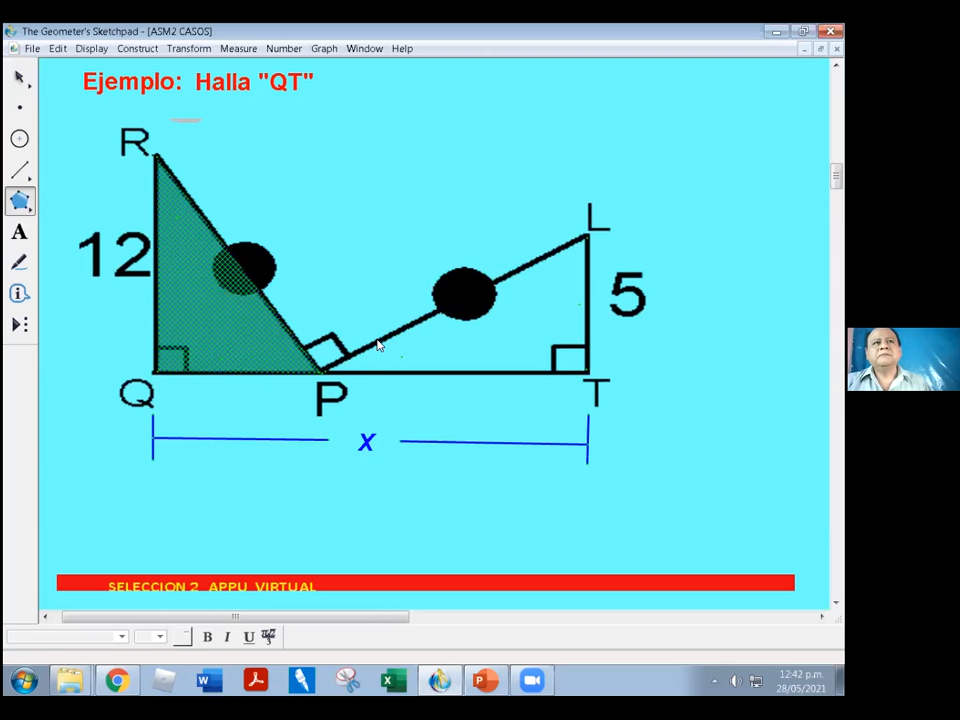 The Geometer's Sketchpad - [ASM2 CASOS]
File Edit Display Construct Transform Measure Number Graph Window Help
Ejemplo: Halla "QT"
R
L
12
5
Q
P
T
X
SELECCION 2 APPU VIRTUAL
A
B I U
12:42 p.m.
28/05/2021